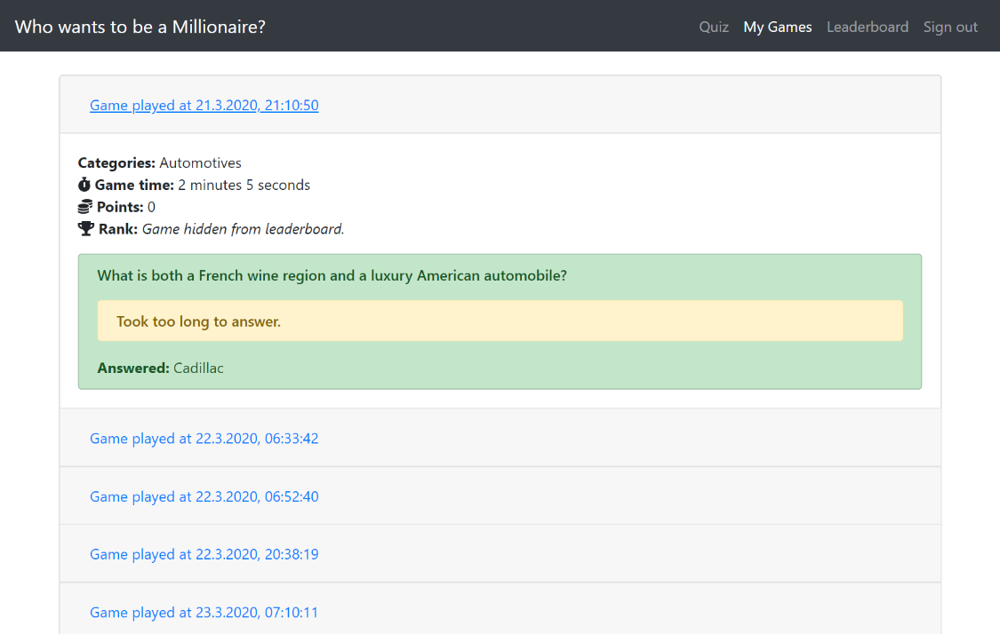 Who wants to be a Millionaire?
Quiz My Games Leaderboard Sign out
Game played at 21.3.2020, 21:10:50
Categories: Automotives
Game time: 2 minutes 5 seconds
Points: 0
Rank: Game hidden from leaderboard.
What is both a French wine region and a luxury American automobile?
Took too long to answer.
Answered: Cadillac
Game played at 22.3.2020, 06:33:42
Game played at 22.3.2020, 06:52:40
Game played at 22.3.2020, 20:38:19
Game played at 23.3.2020, 07:10:11